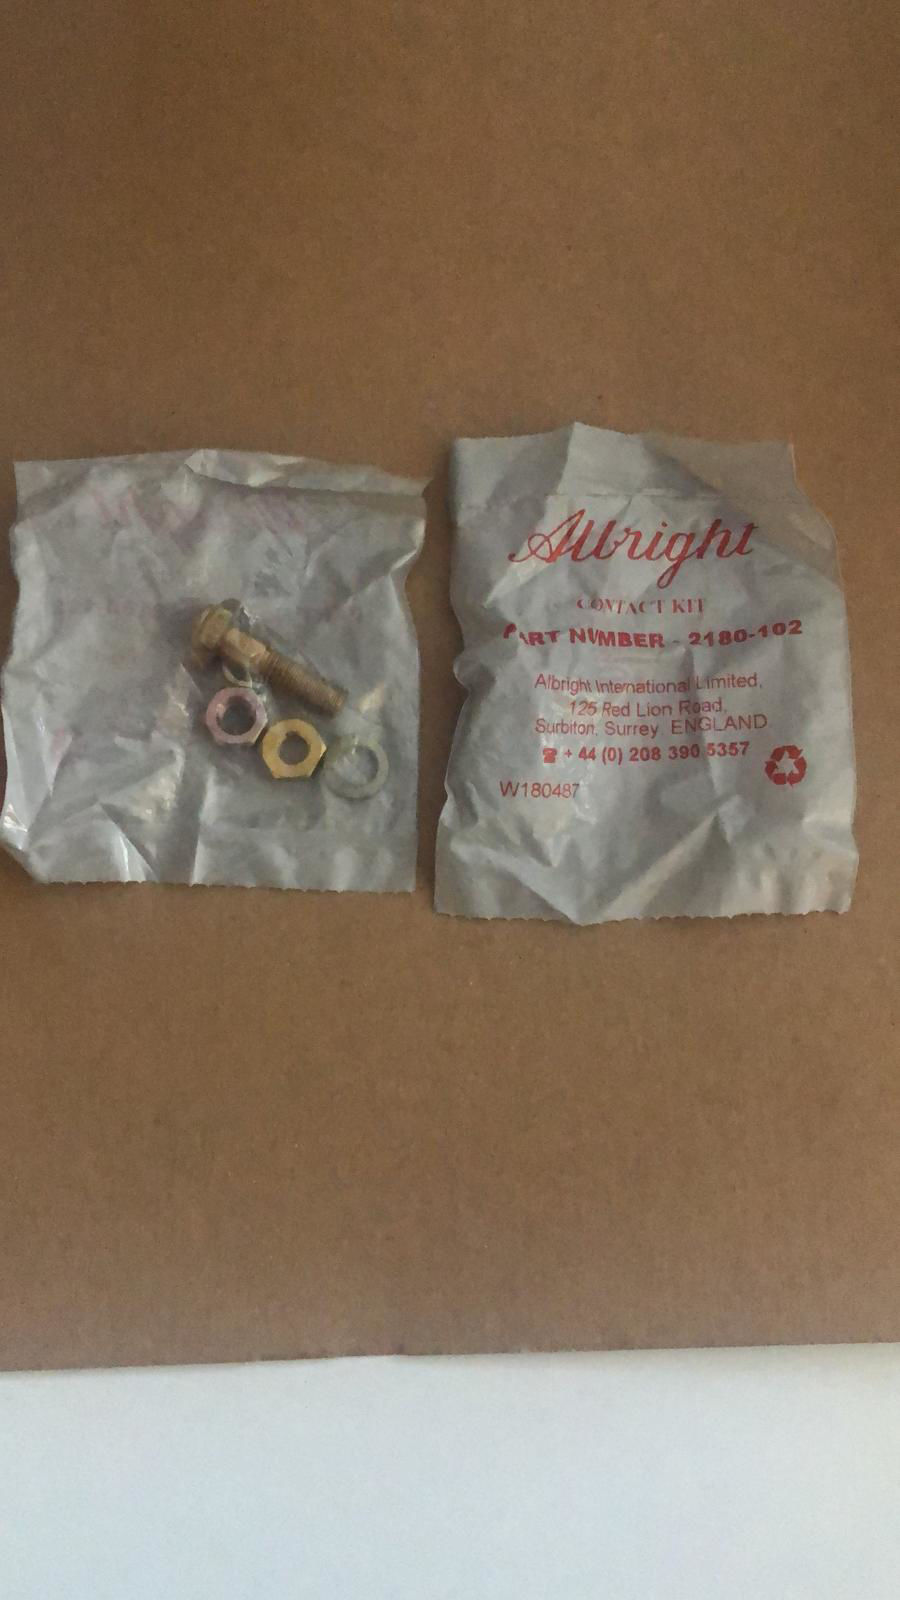 Albright
CONTACT KIT
PART NUMBER - 2180-102
Albright International Limited,
125 Red Lion Road,
Surbiton, Surrey. ENGLAND
☎ + 44 (0) 208 390 5357
W180487